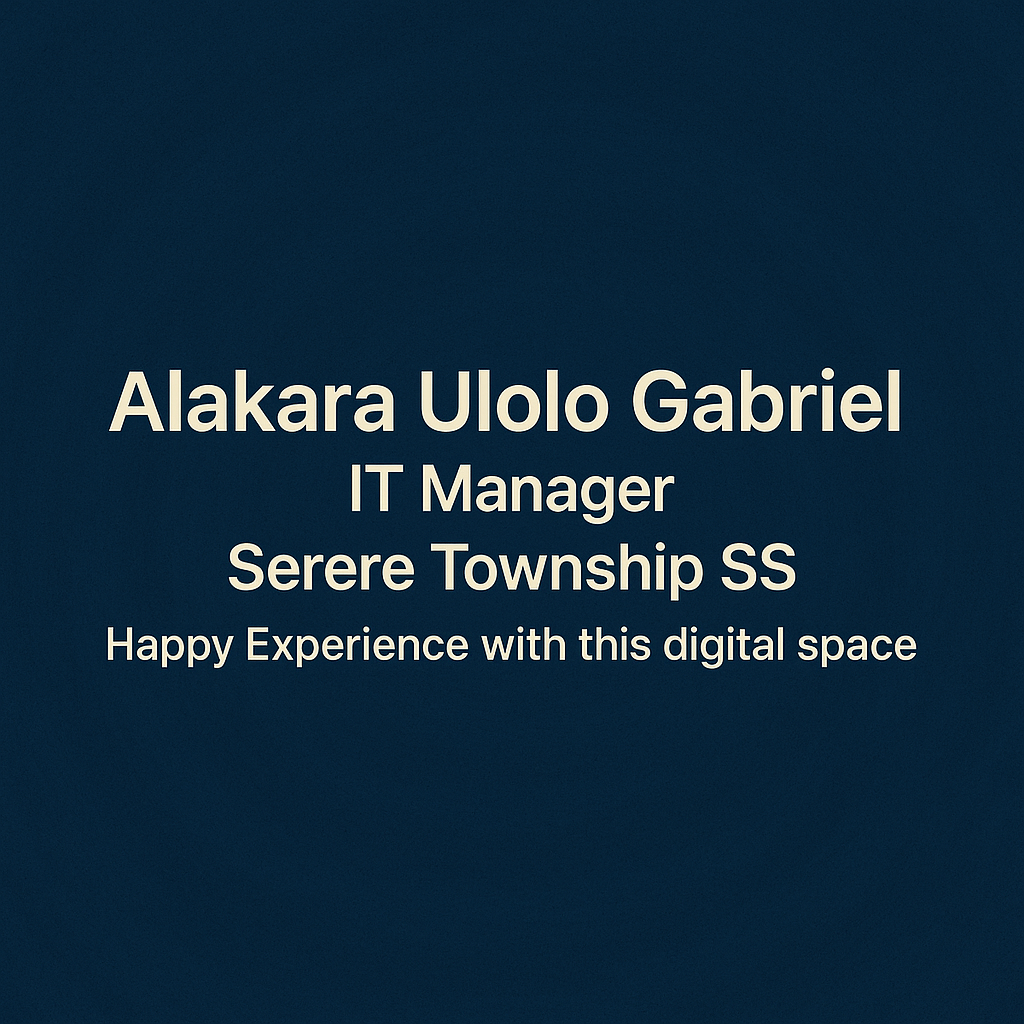 Alakara Ulolo Gabriel
IT Manager
Serere Township SS
Happy Experience with this digital space